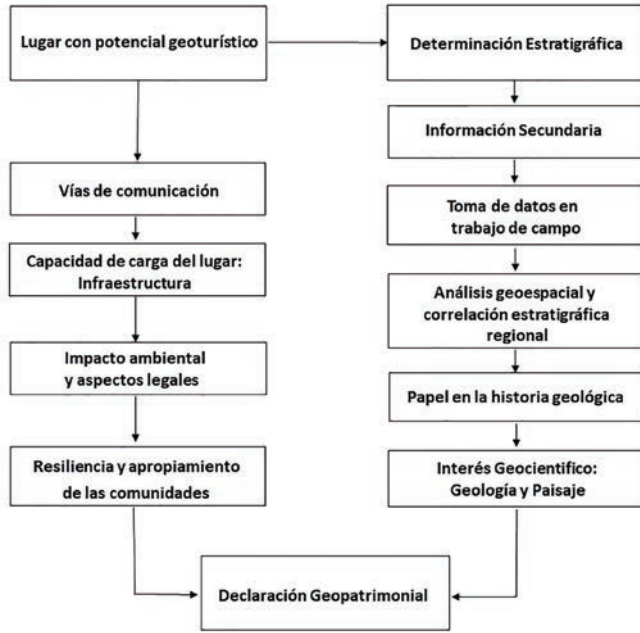 Lugar con potencial geoturístico
Vías de comunicación
Capacidad de carga del lugar:
Infraestructura
Impacto ambiental
y aspectos legales
Resiliencia y apropiamiento
de las comunidades
Determinación Estratigráfica
Información Secundaria
Toma de datos en
trabajo de campo
Análisis geoespacial y
correlación estratigráfica
regional
Papel en la historia geológica
Interés Geocientifico:
Geología y Paisaje
Declaración Geopatrimonial